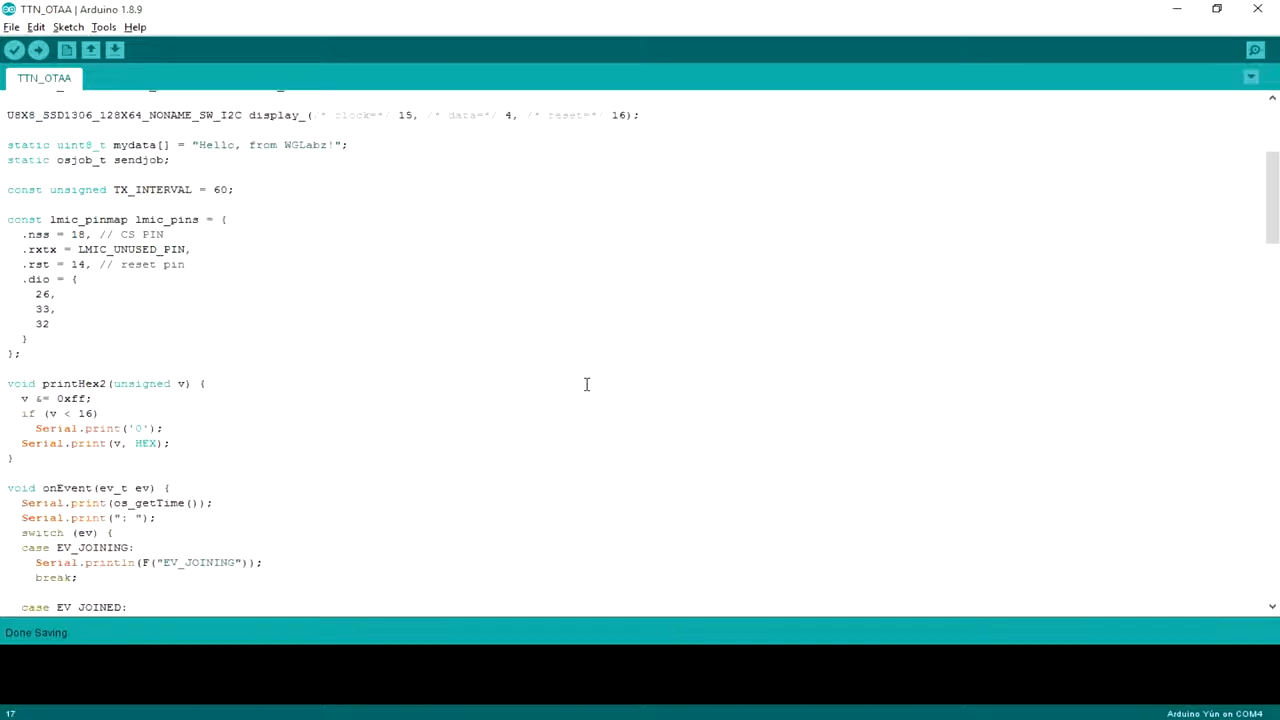 TTN_OTAA | Arduino 1.8.9
File Edit Sketch Tools Help
TTN_OTAA
U8X8_SSD1306_128X64_NONAME_SW_I2C display_(/* clock=*/ 15, /* data=*/ 4, /* reset=*/ 16);
static uint8_t mydata[] = "Hello, from WGLabz!";
static osjob_t sendjob;
const unsigned TX_INTERVAL = 60;
const lmic_pinmap lmic_pins = {
.nss = 18, // CS PIN
.rxtx = LMIC_UNUSED_PIN,
.rst = 14, // reset pin
.dio = {
26,
33,
32
}
};
void printHex2(unsigned v) {
v &= 0xff;
if (v < 16)
Serial.print('0');
Serial.print(v, HEX);
}
void onEvent(ev_t ev) {
Serial.print(os_getTime());
Serial.print(": ");
switch (ev) {
case EV_JOINING:
Serial.println(F("EV_JOINING"));
break;
case EV_JOINED:
Done Saving.
17
Arduino Yún on COM4